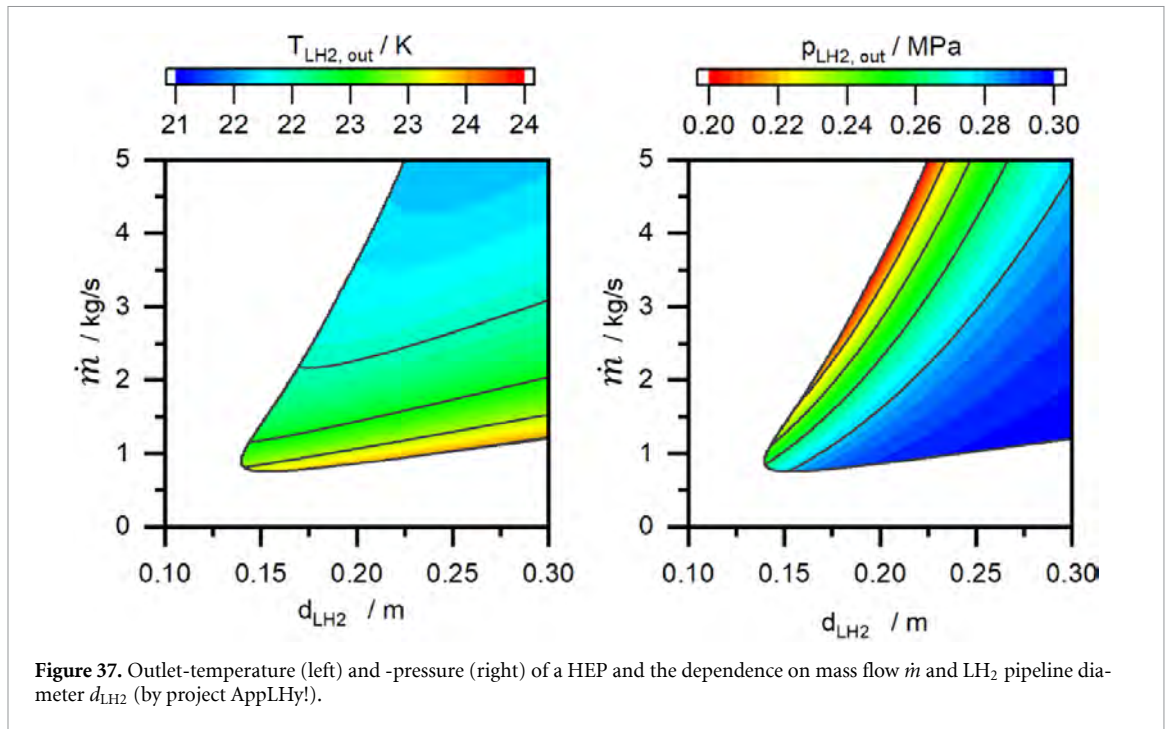 T_LH2, out / K
21 22 22 23 23 24 24
ṁ / kg/s
5
4
3
2
1
0
0.10 0.15 0.20 0.25 0.30
d_LH2 / m
p_LH2, out / MPa
0.20 0.22 0.24 0.26 0.28 0.30
ṁ / kg/s
5
4
3
2
1
0
0.10 0.15 0.20 0.25 0.30
d_LH2 / m
Figure 37. Outlet-temperature (left) and -pressure (right) of a HEP and the dependence on mass flow ṁ and LH₂ pipeline dia-
meter d_LH2 (by project AppLHy!).